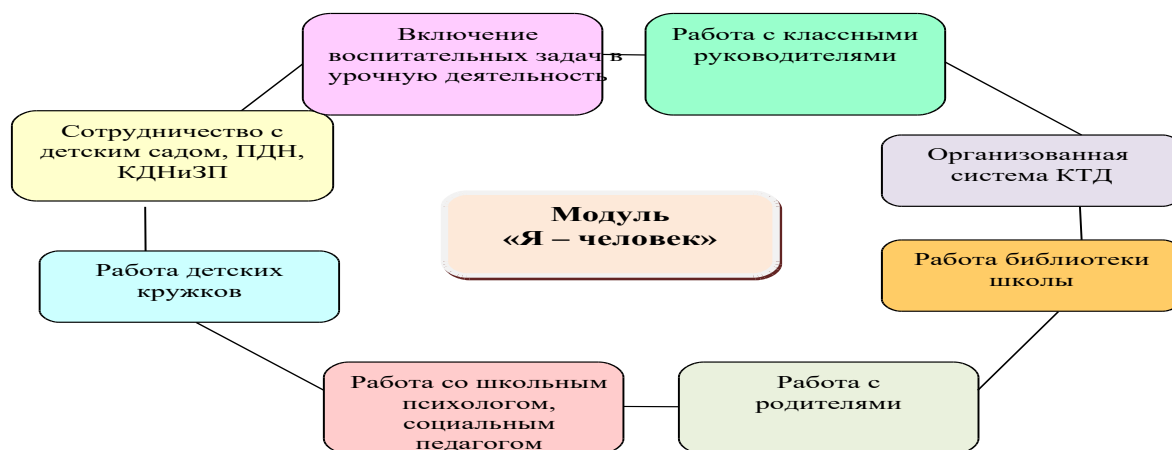 Включение
воспитательных задач в
урочную деятельность
Работа с классными
руководителями
Сотрудничество с
детским садом, ПДН,
КДНиЗП
Организованная
система КТД
Модуль
«Я – человек»
Работа детских
кружков
Работа библиотеки
школы
Работа со школьным
психологом,
социальным
педагогом
Работа с
родителями